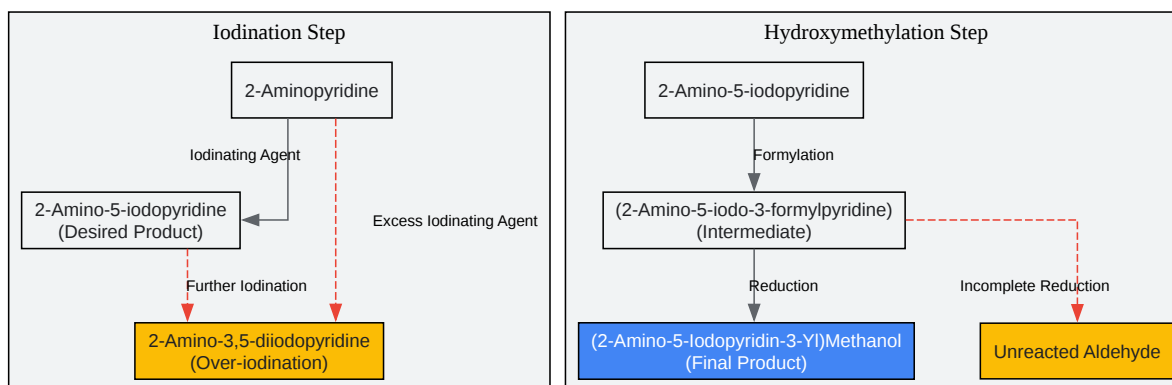 Iodination Step
2-Aminopyridine
Iodinating Agent
2-Amino-5-iodopyridine
(Desired Product)
Excess Iodinating Agent
Further Iodination
2-Amino-3,5-diiodopyridine
(Over-iodination)
Hydroxymethylation Step
2-Amino-5-iodopyridine
Formylation
(2-Amino-5-iodo-3-formylpyridine)
(Intermediate)
Reduction
Incomplete Reduction
(2-Amino-5-Iodopyridin-3-Yl)Methanol
(Final Product)
Unreacted Aldehyde